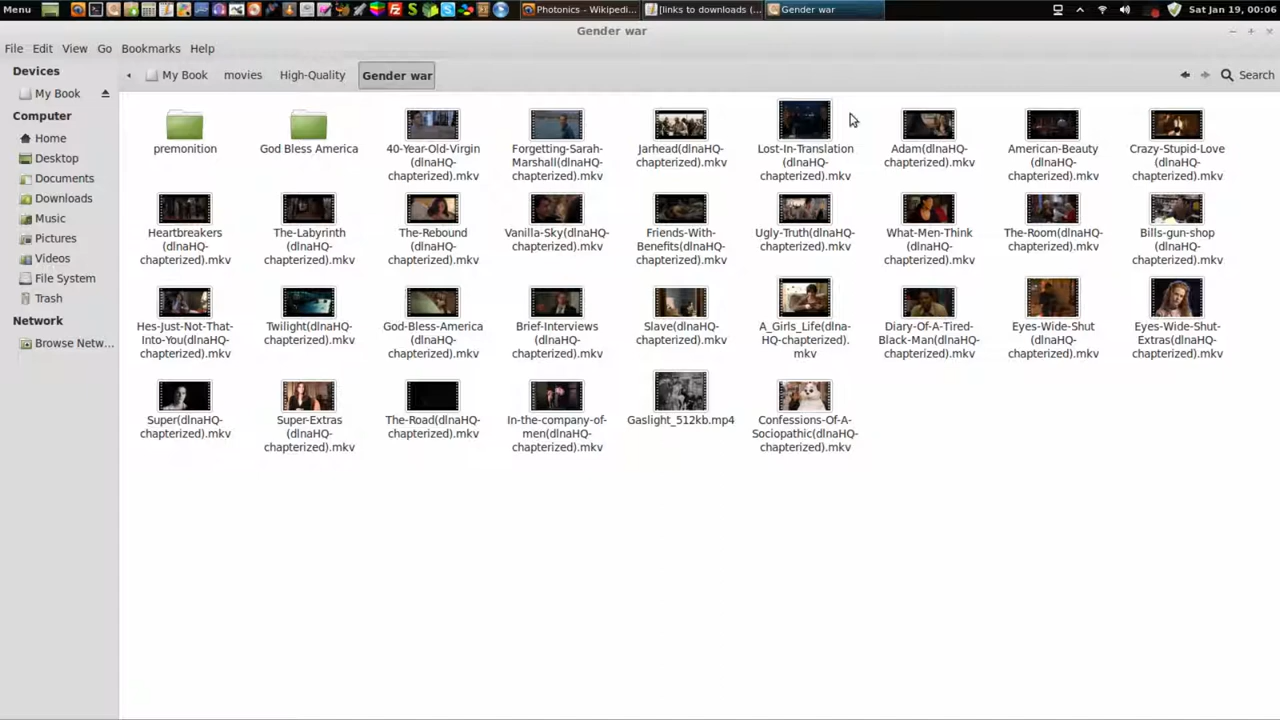 Menu
Photonics - Wikipedi...
[links to downloads (...
Gender war
Sat Jan 19, 00:06
Gender war
File Edit View Go Bookmarks Help
Devices
My Book
Computer
Home
Desktop
Documents
Downloads
Music
Pictures
Videos
File System
Trash
Network
Browse Netw...
My Book movies High-Quality Gender war
Search
premonition
God Bless America
40-Year-Old-Virgin
(dlnaHQ-
chapterized).mkv
Forgetting-Sarah-
Marshall(dlnaHQ-
chapterized).mkv
Jarhead(dlnaHQ-
chapterized).mkv
Lost-In-Translation
(dlnaHQ-
chapterized).mkv
Adam(dlnaHQ-
chapterized).mkv
American-Beauty
(dlnaHQ-
chapterized).mkv
Crazy-Stupid-Love
(dlnaHQ-
chapterized).mkv
Heartbreakers
(dlnaHQ-
chapterized).mkv
The-Labyrinth
(dlnaHQ-
chapterized).mkv
The-Rebound
(dlnaHQ-
chapterized).mkv
Vanilla-Sky(dlnaHQ-
chapterized).mkv
Friends-With-
Benefits(dlnaHQ-
chapterized).mkv
Ugly-Truth(dlnaHQ-
chapterized).mkv
What-Men-Think
(dlnaHQ-
chapterized).mkv
The-Room(dlnaHQ-
chapterized).mkv
Bills-gun-shop
(dlnaHQ-
chapterized).mkv
Hes-Just-Not-That-
Into-You(dlnaHQ-
chapterized).mkv
Twilight(dlnaHQ-
chapterized).mkv
God-Bless-America
(dlnaHQ-
chapterized).mkv
Brief-Interviews
(dlnaHQ-
chapterized).mkv
Slave(dlnaHQ-
chapterized).mkv
A_Girls_Life(dlna-
HQ-chapterized).
mkv
Diary-Of-A-Tired-
Black-Man(dlnaHQ-
chapterized).mkv
Eyes-Wide-Shut
(dlnaHQ-
chapterized).mkv
Eyes-Wide-Shut-
Extras(dlnaHQ-
chapterized).mkv
Super(dlnaHQ-
chapterized).mkv
Super-Extras
(dlnaHQ-
chapterized).mkv
The-Road(dlnaHQ-
chapterized).mkv
In-the-company-of-
men(dlnaHQ-
chapterized).mkv
Gaslight_512kb.mp4
Confessions-Of-A-
Sociopathic(dlnaHQ-
chapterized).mkv